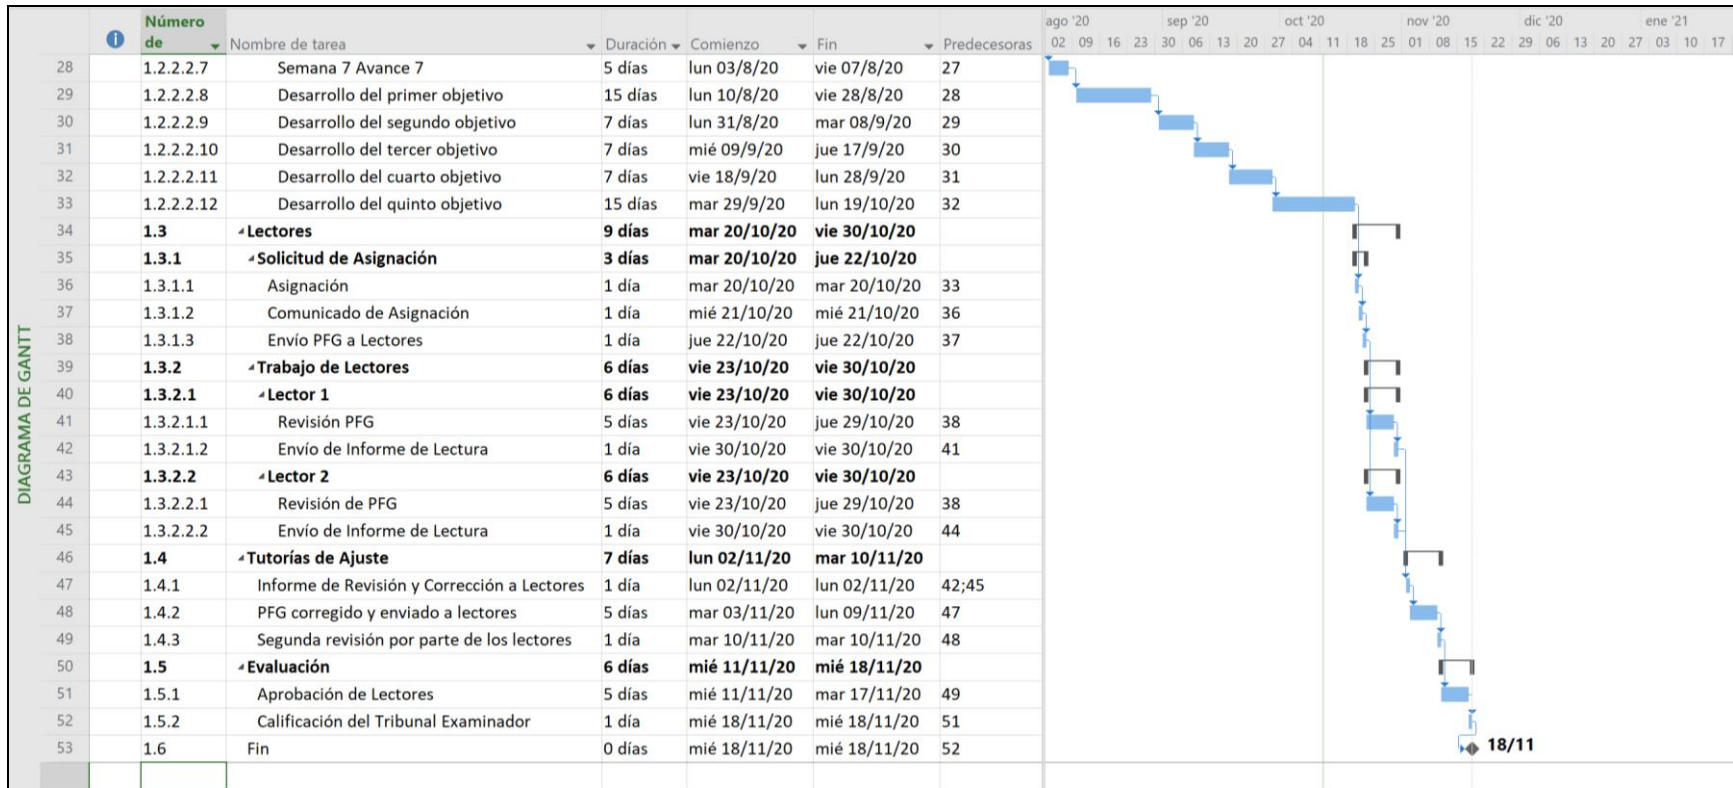 DIAGRAMA DE GANTT
Número de Nombre de tarea Duración Comienzo Fin Predecesoras
ago '20 sep '20 oct '20 nov '20 dic '20 ene '21
02 09 16 23 30 06 13 20 27 04 11 18 25 01 08 15 22 29 06 13 20 27 03 10 17
28 1.2.2.2.7 Semana 7 Avance 7 5 días lun 03/8/20 vie 07/8/20 27
29 1.2.2.2.8 Desarrollo del primer objetivo 15 días lun 10/8/20 vie 28/8/20 28
30 1.2.2.2.9 Desarrollo del segundo objetivo 7 días lun 31/8/20 mar 08/9/20 29
31 1.2.2.2.10 Desarrollo del tercer objetivo 7 días mié 09/9/20 jue 17/9/20 30
32 1.2.2.2.11 Desarrollo del cuarto objetivo 7 días vie 18/9/20 lun 28/9/20 31
33 1.2.2.2.12 Desarrollo del quinto objetivo 15 días mar 29/9/20 lun 19/10/20 32
34 1.3 Lectores 9 días mar 20/10/20 vie 30/10/20
35 1.3.1 Solicitud de Asignación 3 días mar 20/10/20 jue 22/10/20
36 1.3.1.1 Asignación 1 día mar 20/10/20 mar 20/10/20 33
37 1.3.1.2 Comunicado de Asignación 1 día mié 21/10/20 mié 21/10/20 36
38 1.3.1.3 Envío PFG a Lectores 1 día jue 22/10/20 jue 22/10/20 37
39 1.3.2 Trabajo de Lectores 6 días vie 23/10/20 vie 30/10/20
40 1.3.2.1 Lector 1 6 días vie 23/10/20 vie 30/10/20
41 1.3.2.1.1 Revisión PFG 5 días vie 23/10/20 jue 29/10/20 38
42 1.3.2.1.2 Envío de Informe de Lectura 1 día vie 30/10/20 vie 30/10/20 41
43 1.3.2.2 Lector 2 6 días vie 23/10/20 vie 30/10/20
44 1.3.2.2.1 Revisión de PFG 5 días vie 23/10/20 jue 29/10/20 38
45 1.3.2.2.2 Envío de Informe de Lectura 1 día vie 30/10/20 vie 30/10/20 44
46 1.4 Tutorías de Ajuste 7 días lun 02/11/20 mar 10/11/20
47 1.4.1 Informe de Revisión y Corrección a Lectores 1 día lun 02/11/20 lun 02/11/20 42;45
48 1.4.2 PFG corregido y enviado a lectores 5 días mar 03/11/20 lun 09/11/20 47
49 1.4.3 Segunda revisión por parte de los lectores 1 día mar 10/11/20 mar 10/11/20 48
50 1.5 Evaluación 6 días mié 11/11/20 mié 18/11/20
51 1.5.1 Aprobación de Lectores 5 días mié 11/11/20 mar 17/11/20 49
52 1.5.2 Calificación del Tribunal Examinador 1 día mié 18/11/20 mié 18/11/20 51
53 1.6 Fin 0 días mié 18/11/20 mié 18/11/20 52
18/11